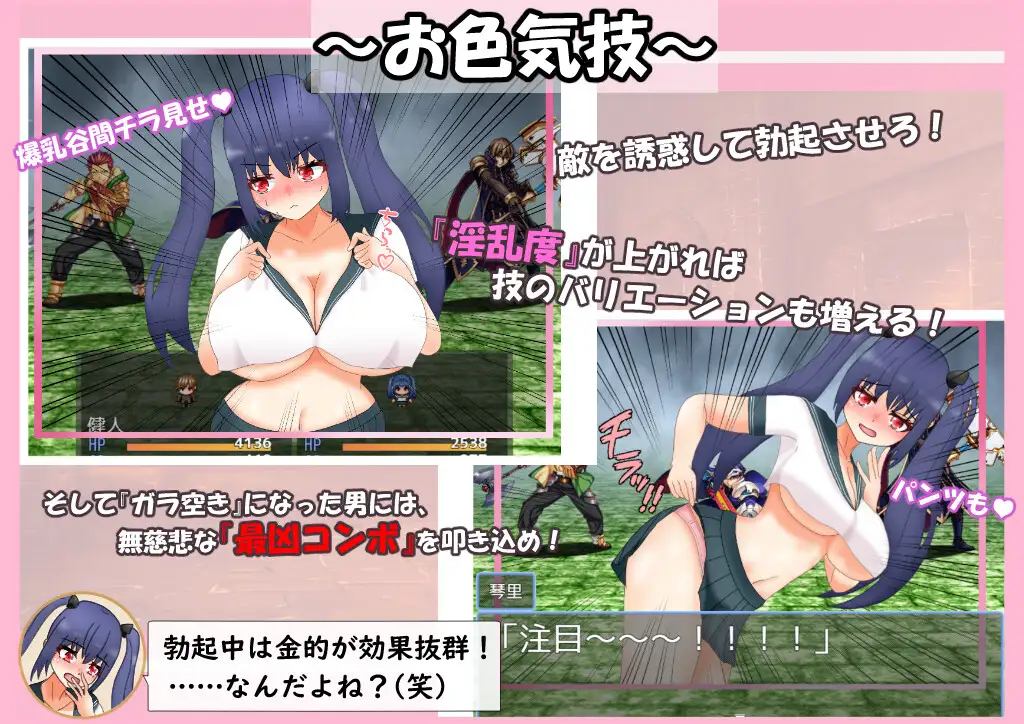 ～お色気技～
爆乳谷間チラ見せ♥
敵を誘惑して勃起させろ！
ちらっ♡
『淫乱度』が上がれば
技のバリエーションも増える！
健人
HP 4136 HP 2538
チラッ!!
パンツも♥
そして『ガラ空き』になった男には、
無慈悲な『最凶コンボ』を叩き込め！
琴里
「注目～～～！！！！」
勃起中は金的が効果抜群！
……なんだよね？(笑)